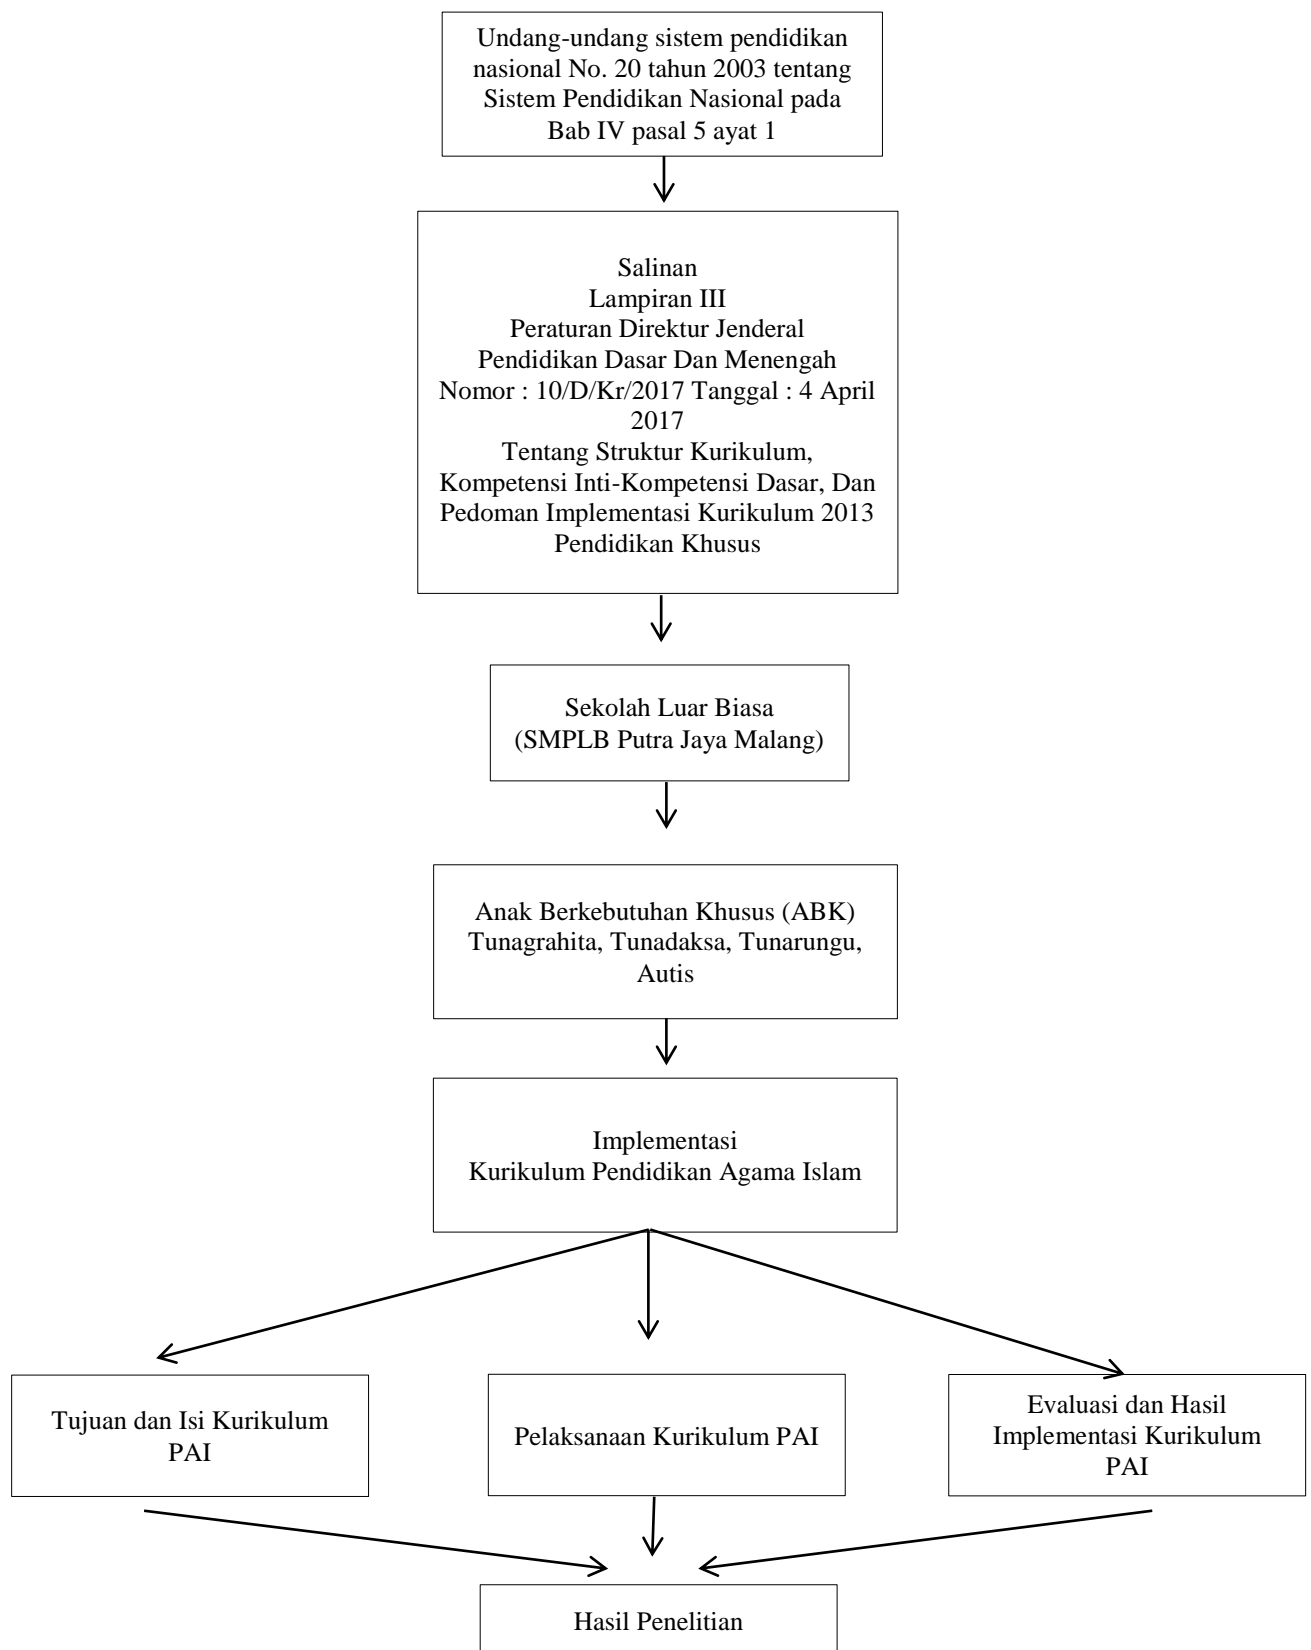 Undang-undang sistem pendidikan
nasional No. 20 tahun 2003 tentang
Sistem Pendidikan Nasional pada
Bab IV pasal 5 ayat 1
Salinan
Lampiran III
Peraturan Direktur Jenderal
Pendidikan Dasar Dan Menengah
Nomor : 10/D/Kr/2017 Tanggal : 4 April
2017
Tentang Struktur Kurikulum,
Kompetensi Inti-Kompetensi Dasar, Dan
Pedoman Implementasi Kurikulum 2013
Pendidikan Khusus
Sekolah Luar Biasa
(SMPLB Putra Jaya Malang)
Anak Berkebutuhan Khusus (ABK)
Tunagrahita, Tunadaksa, Tunarungu,
Autis
Implementasi
Kurikulum Pendidikan Agama Islam
Tujuan dan Isi Kurikulum
PAI
Pelaksanaan Kurikulum PAI
Evaluasi dan Hasil
Implementasi Kurikulum
PAI
Hasil Penelitian